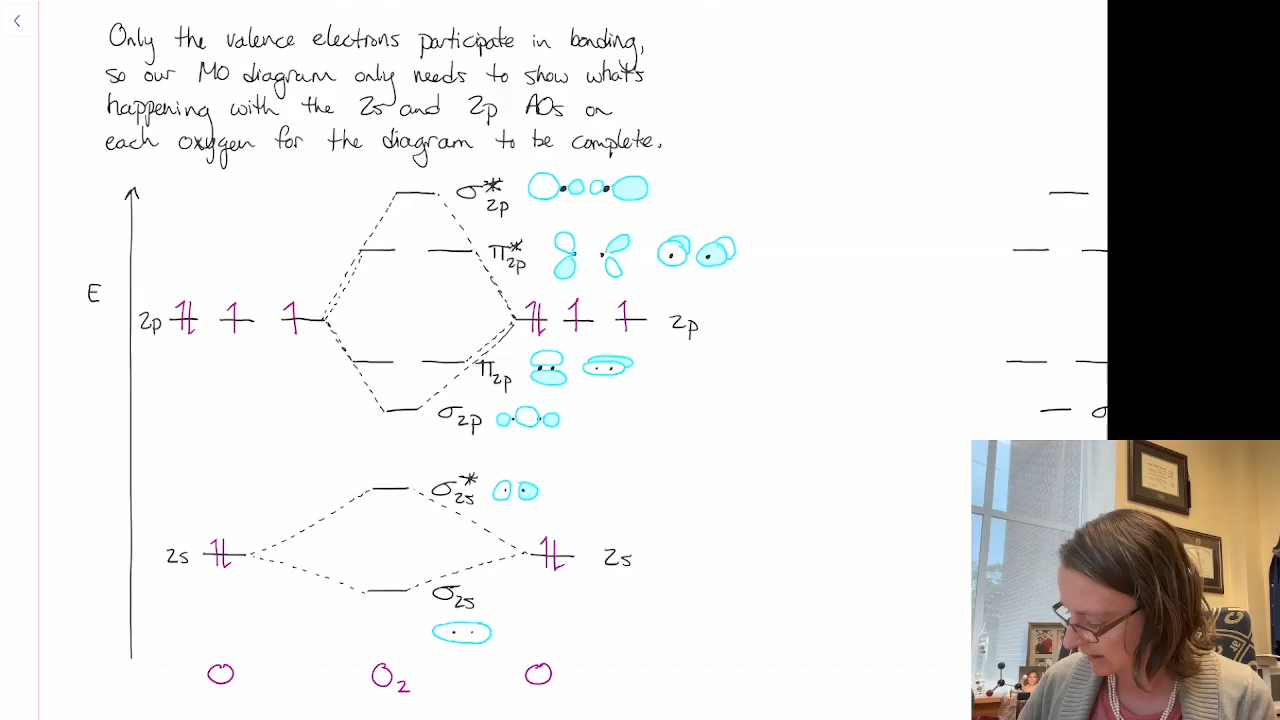 Only the valence electrons participate in bonding,
so our MO diagram only needs to show what's
happening with the 2s and 2p AOs on
each oxygen for the diagram to be complete.
σ*2p
π*2p
E
2p
2p
π2p
σ2p
σ
σ*2s
2s
2s
σ2s
O
O2
O